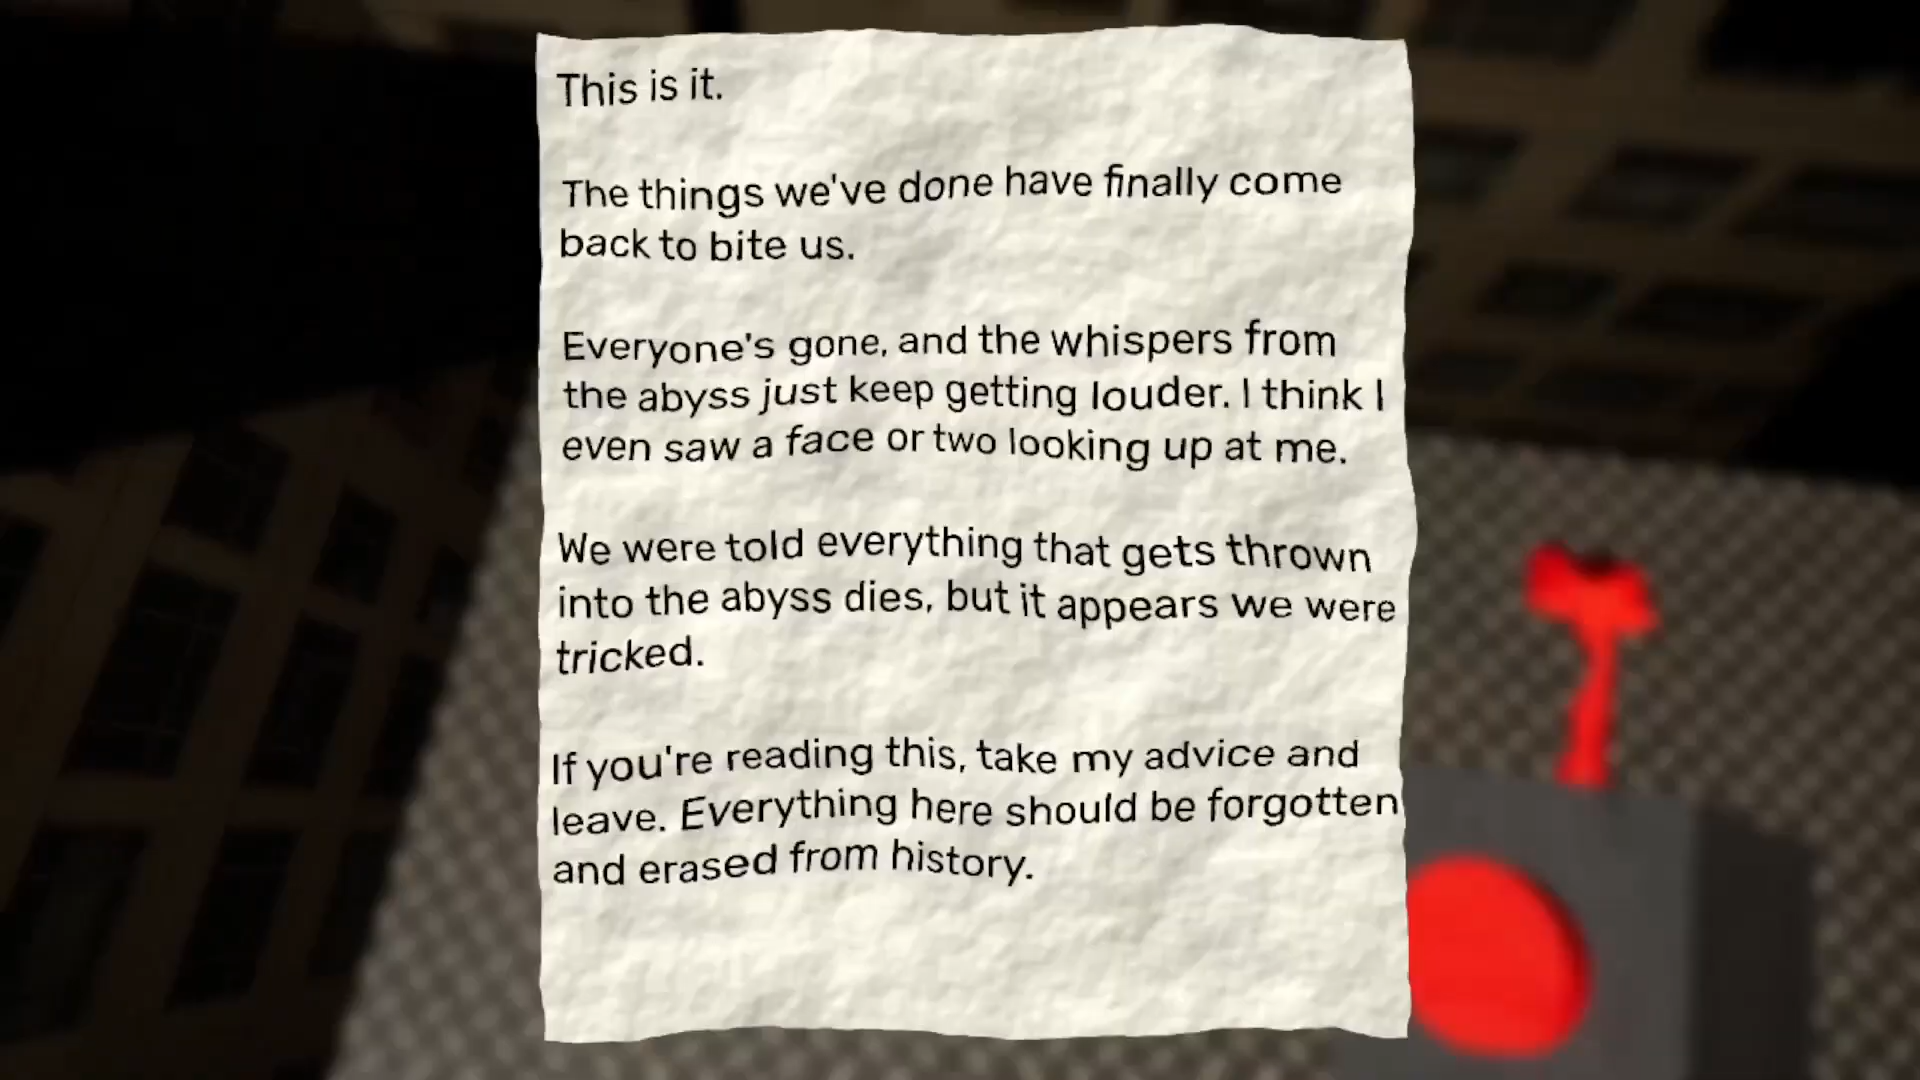 This is it.
The things we've done have finally come
back to bite us.
Everyone's gone, and the whispers from
the abyss just keep getting louder. I think I
even saw a face or two looking up at me.
We were told everything that gets thrown
into the abyss dies, but it appears we were
tricked.
If you're reading this, take my advice and
leave. Everything here should be forgotten
and erased from history.